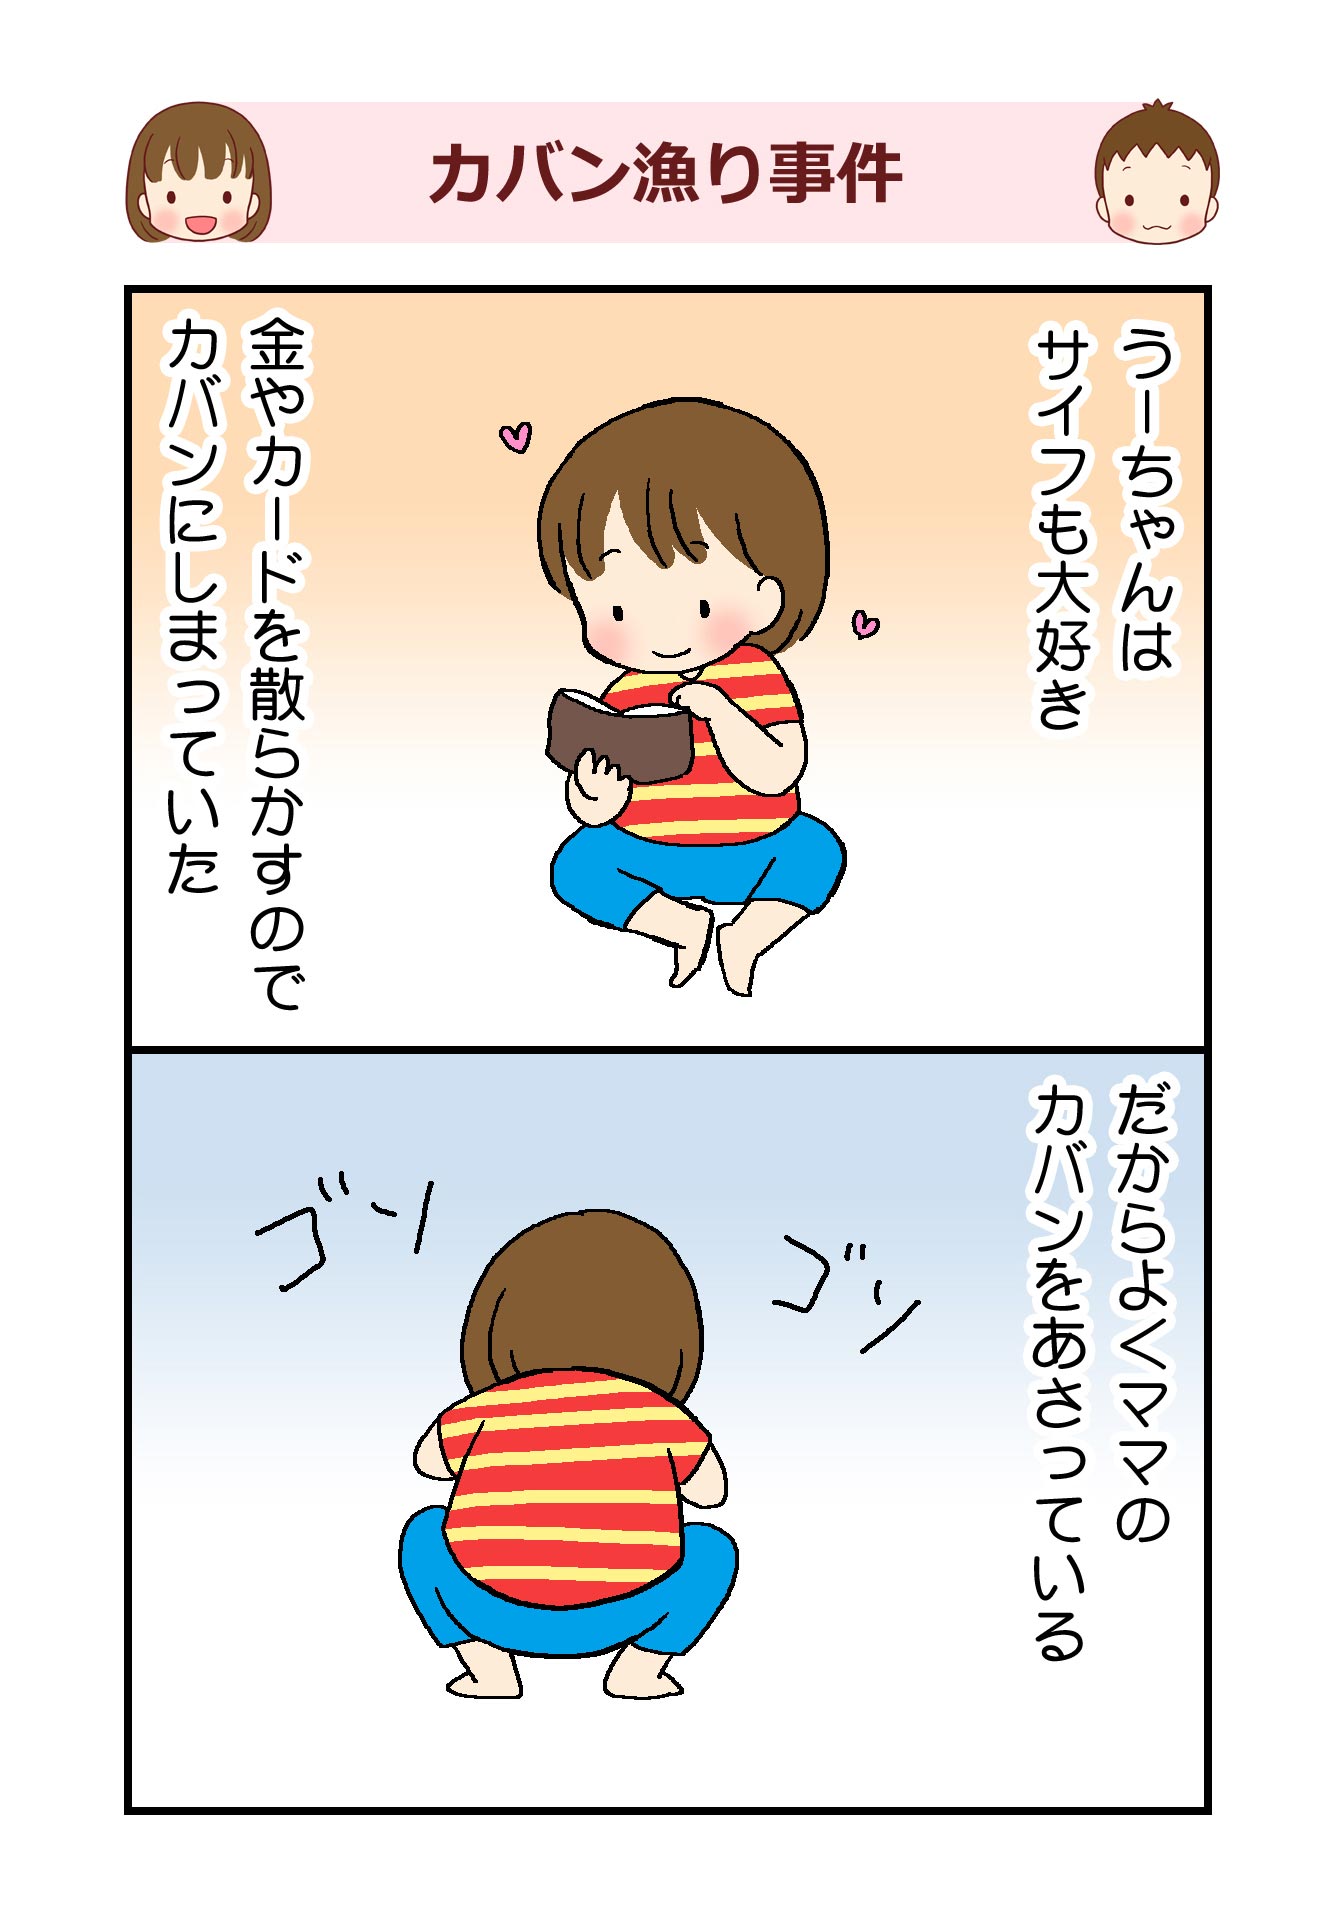 カバン漁り事件
うーちゃんは
サイフも大好き
金やカードを散らかすので
カバンにしまっていた
だからよくママの
カバンをあさっている
ゴソ
ゴソ